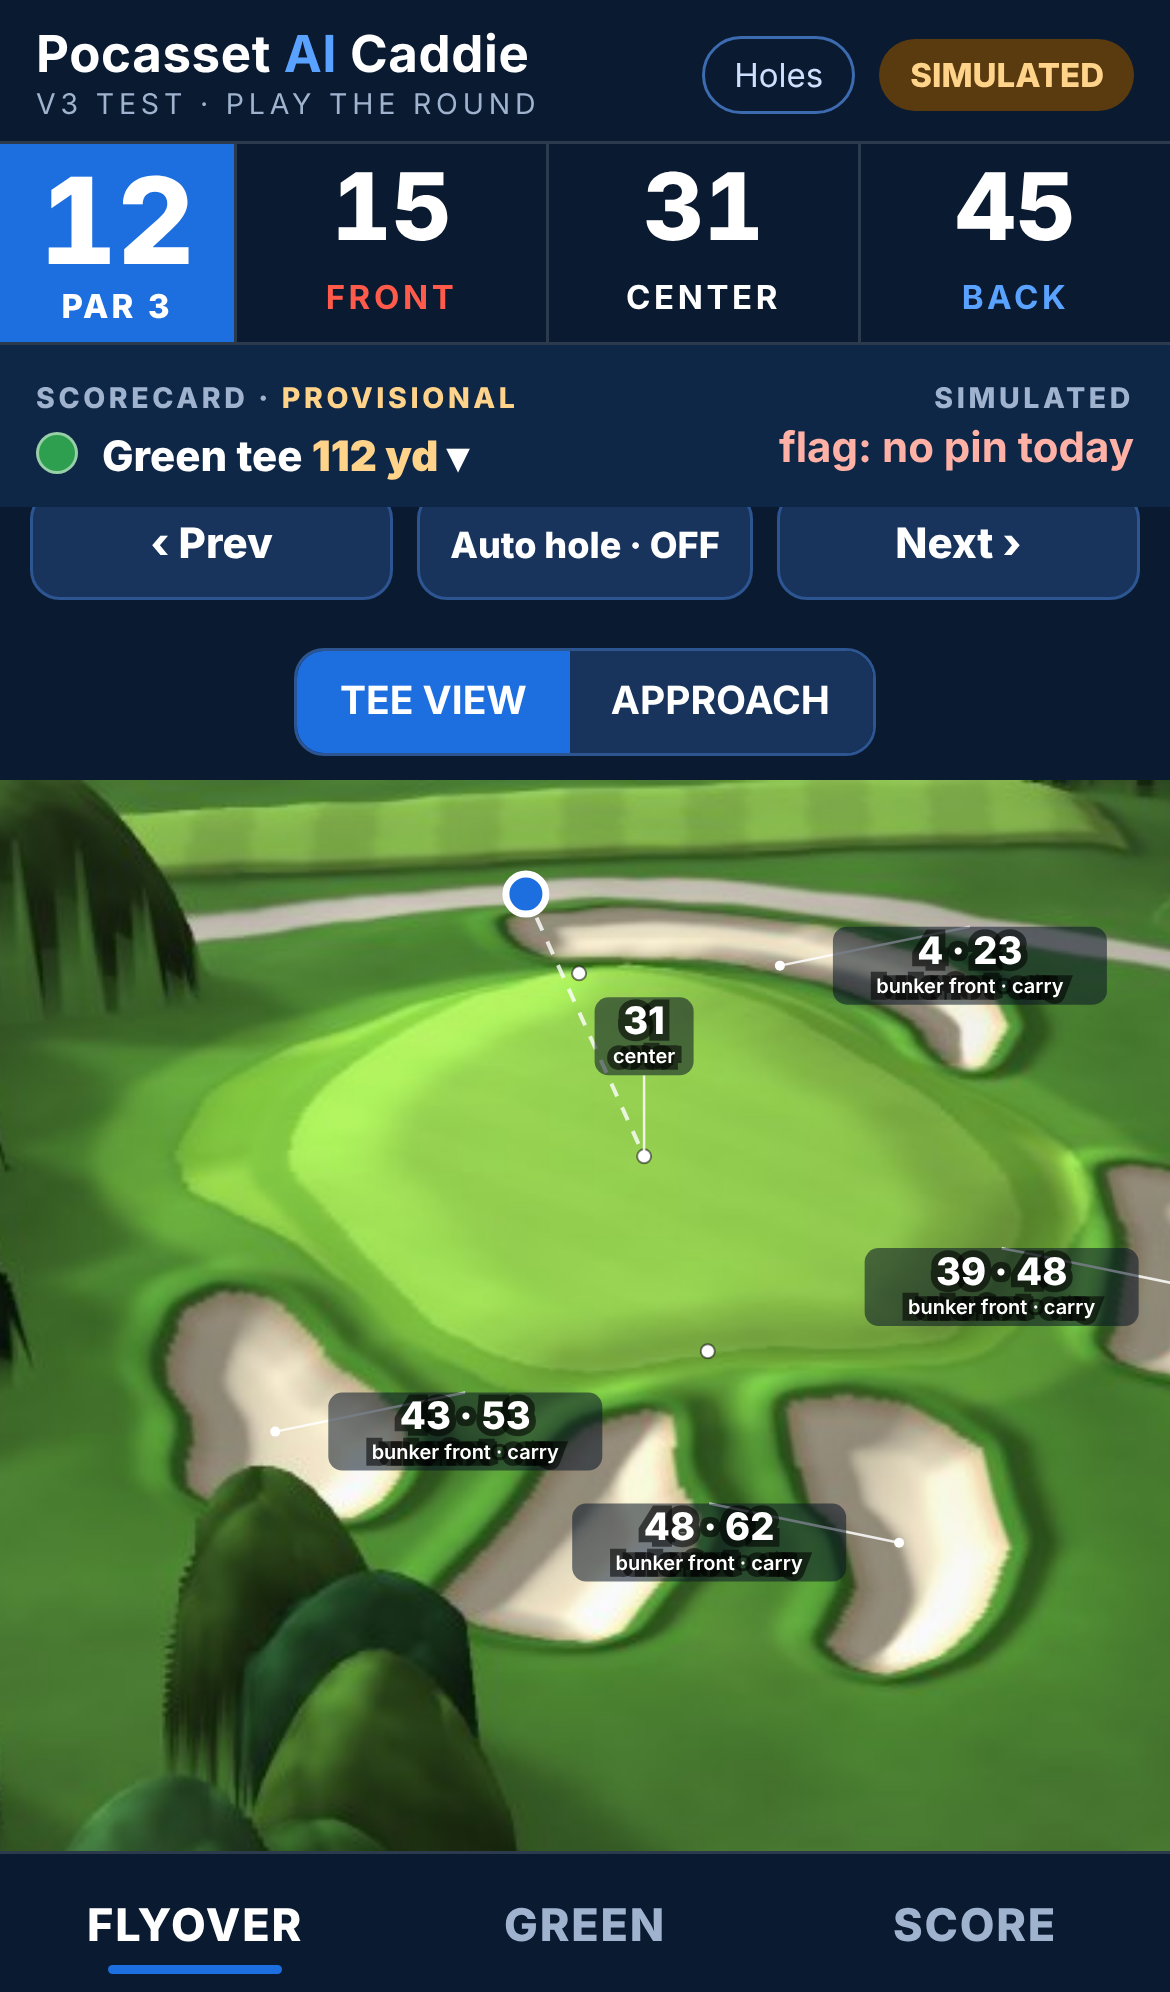 Pocasset AI Caddie
V3 TEST · PLAY THE ROUND
Holes
SIMULATED
12
PAR 3
15
FRONT
31
CENTER
45
BACK
SCORECARD · PROVISIONAL
Green tee 112 yd ▼
SIMULATED
flag: no pin today
‹ Prev
Auto hole · OFF
Next ›
TEE VIEW
APPROACH
4 · 23
bunker front · carry
31
center
39 · 48
bunker front · carry
43 · 53
bunker front · carry
48 · 62
bunker front · carry
FLYOVER
GREEN
SCORE